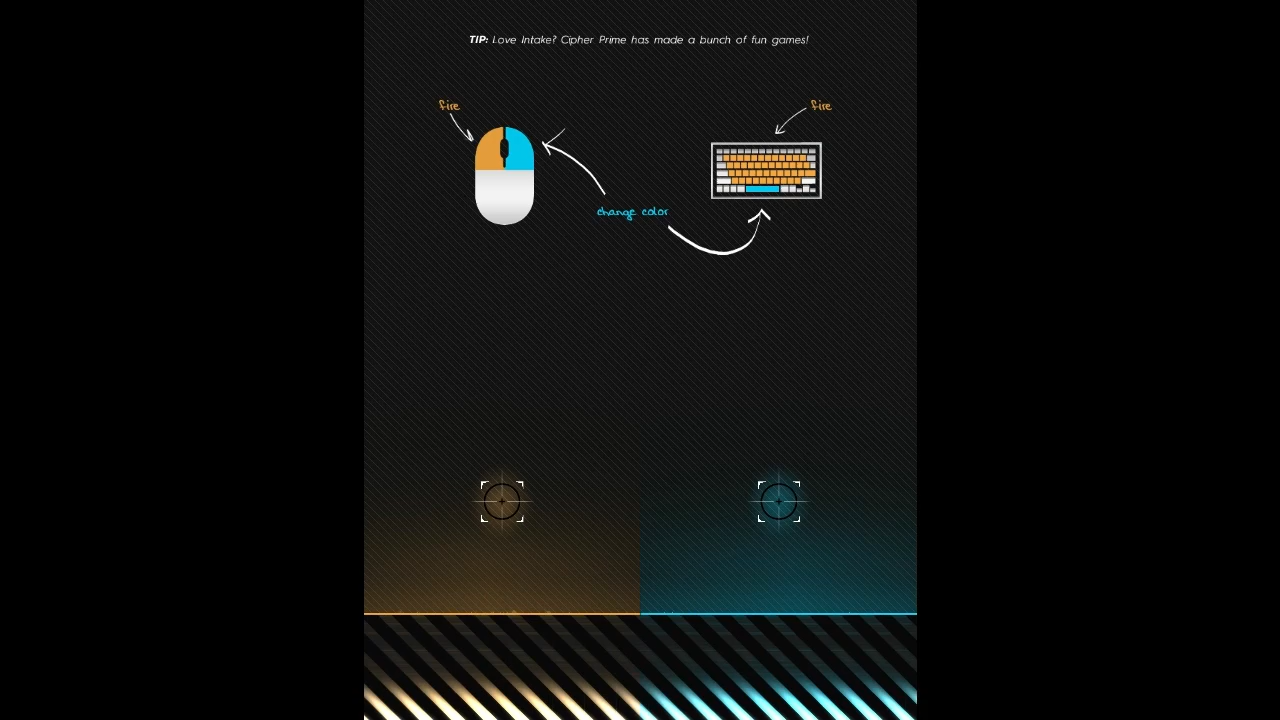 TIP: Love Intake? Cipher Prime has made a bunch of fun games!
fire
fire
change color